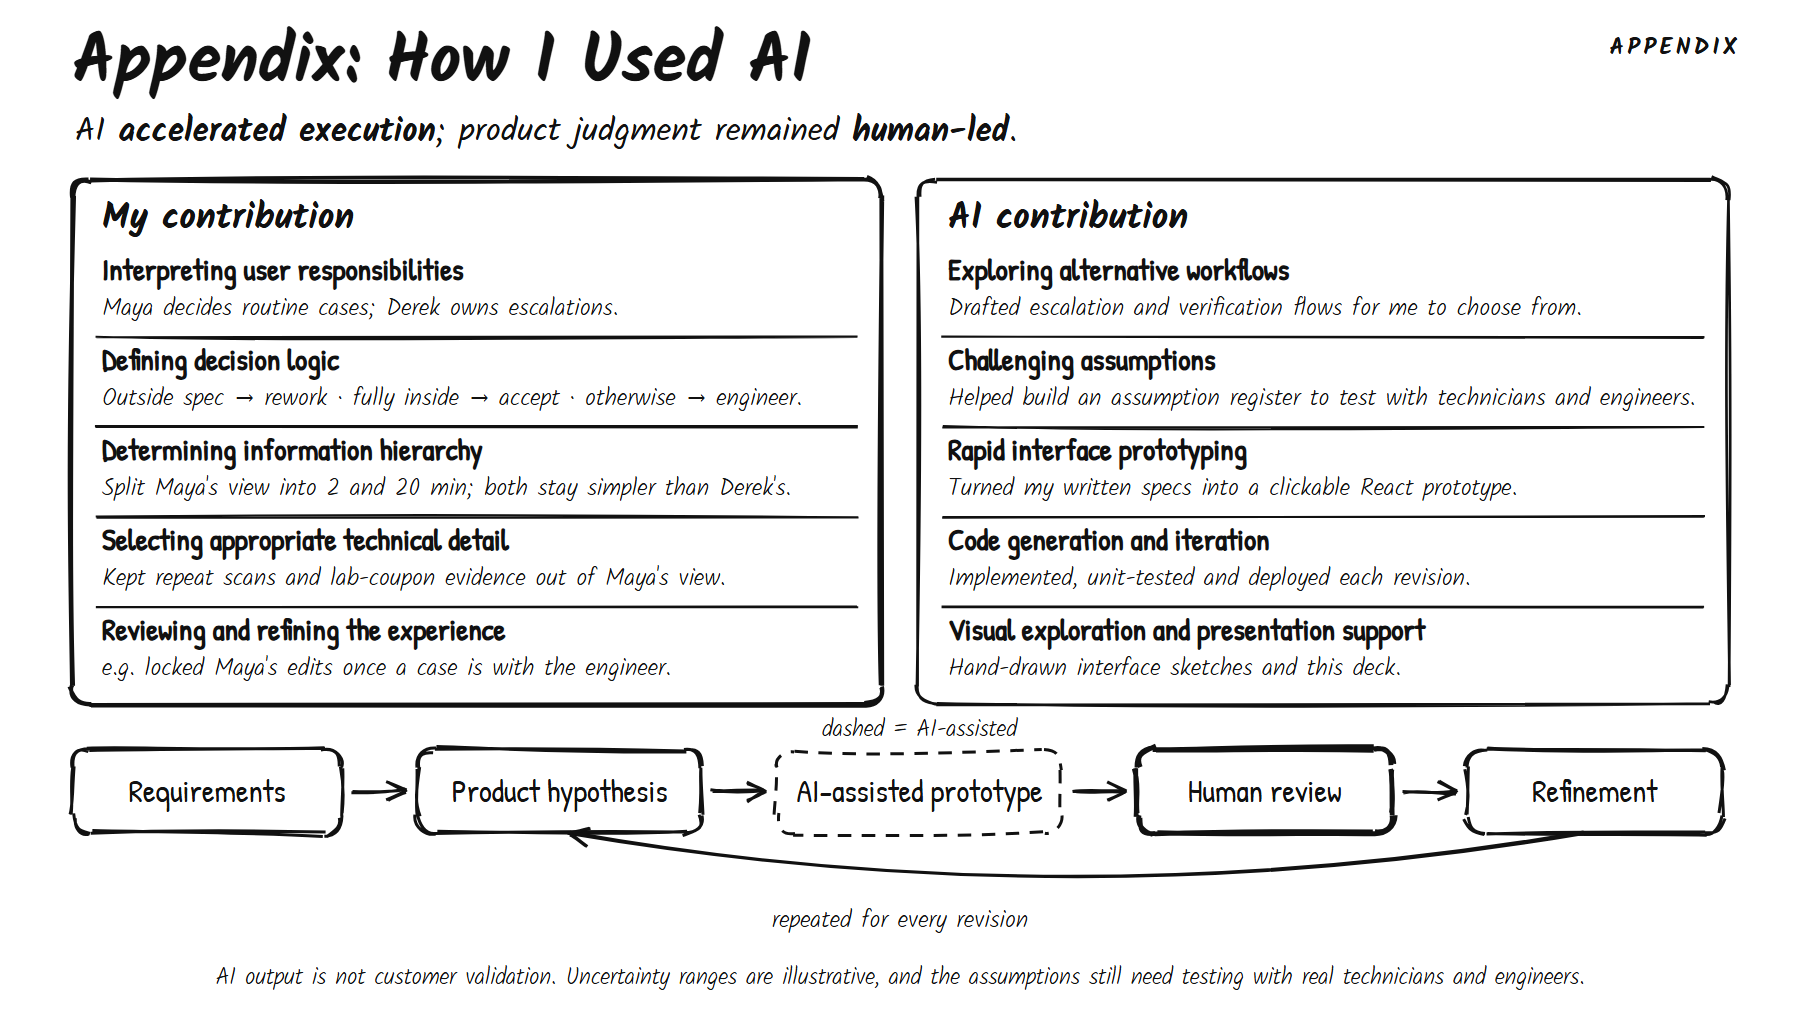 Appendix: How I Used AI
APPENDIX
AI accelerated execution; product judgment remained human-led.
My contribution
Interpreting user responsibilities
Maya decides routine cases; Derek owns escalations.
Defining decision logic
Outside spec → rework · fully inside → accept · otherwise → engineer.
Determining information hierarchy
Split Maya's view into 2 and 20 min; both stay simpler than Derek's.
Selecting appropriate technical detail
Kept repeat scans and lab-coupon evidence out of Maya's view.
Reviewing and refining the experience
e.g. locked Maya's edits once a case is with the engineer.
AI contribution
Exploring alternative workflows
Drafted escalation and verification flows for me to choose from.
Challenging assumptions
Helped build an assumption register to test with technicians and engineers.
Rapid interface prototyping
Turned my written specs into a clickable React prototype.
Code generation and iteration
Implemented, unit-tested and deployed each revision.
Visual exploration and presentation support
Hand-drawn interface sketches and this deck.
dashed = AI-assisted
Requirements
Product hypothesis
AI-assisted prototype
Human review
Refinement
repeated for every revision
AI output is not customer validation. Uncertainty ranges are illustrative, and the assumptions still need testing with real technicians and engineers.